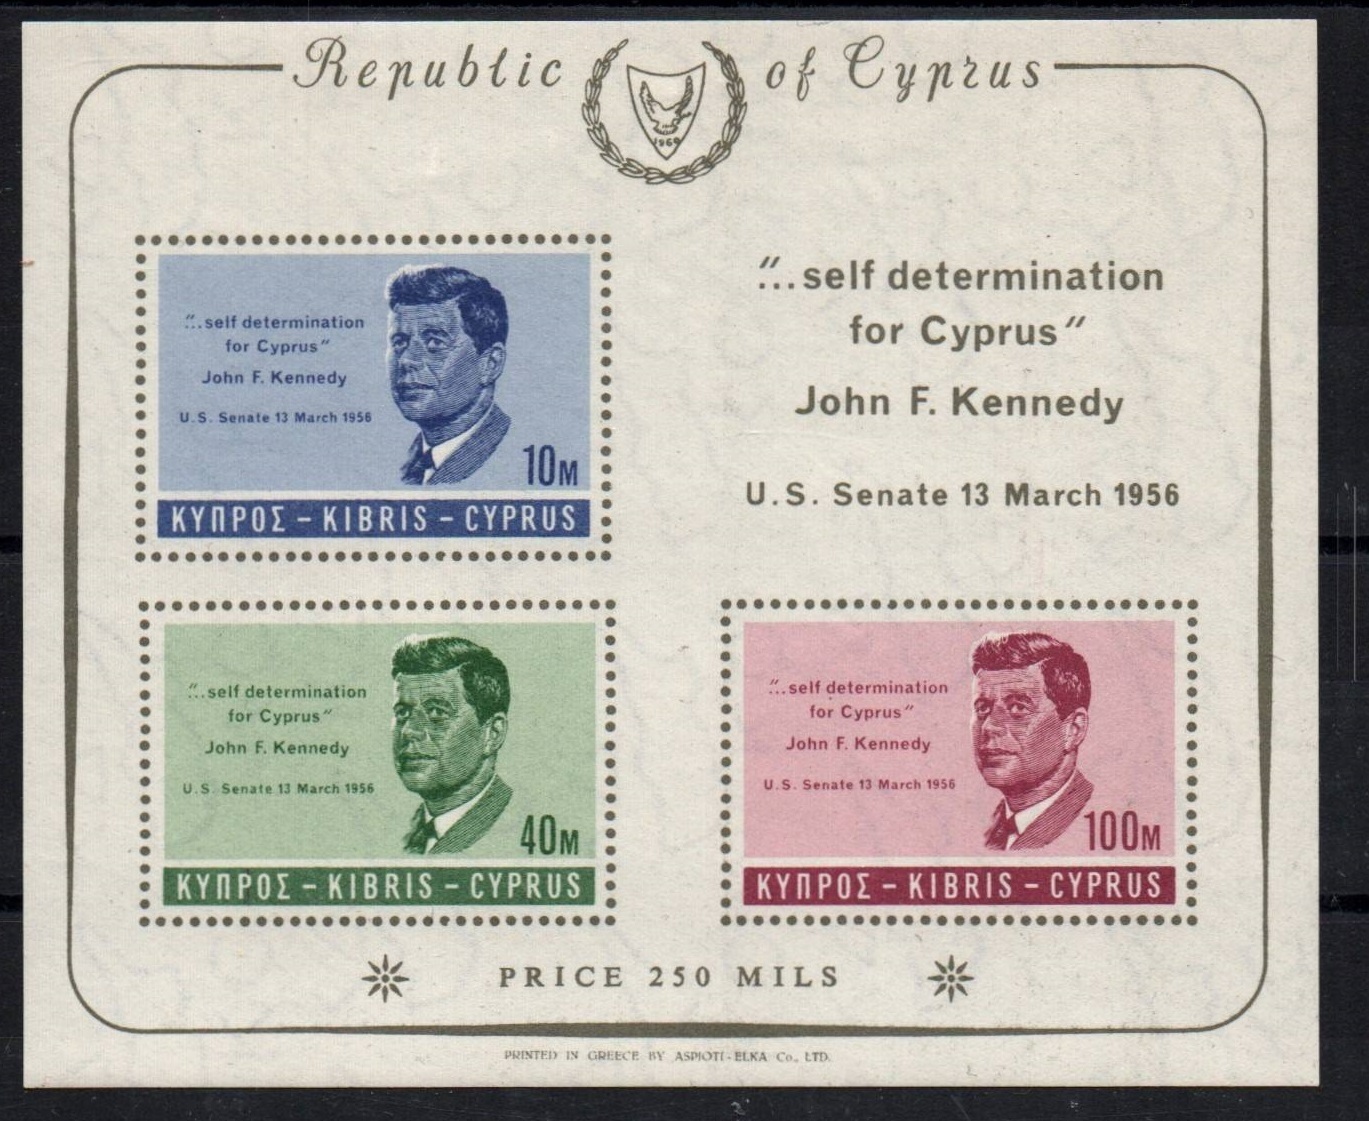 Republic of Cyprus
1960
"...self determination
for Cyprus"
John F. Kennedy
U.S. Senate 13 March 1956
10M
ΚΥΠΡΟΣ – KIBRIS – CYPRUS
"...self determination
for Cyprus"
John F. Kennedy
U.S. Senate 13 March 1956
"...self determination
for Cyprus"
John F. Kennedy
U.S. Senate 13 March 1956
40M
ΚΥΠΡΟΣ – KIBRIS – CYPRUS
"...self determination
for Cyprus"
John F. Kennedy
U.S. Senate 13 March 1956
100M
ΚΥΠΡΟΣ – KIBRIS – CYPRUS
PRICE 250 MILS
PRINTED IN GREECE BY ASPIOTI-ELKA Co., LTD.